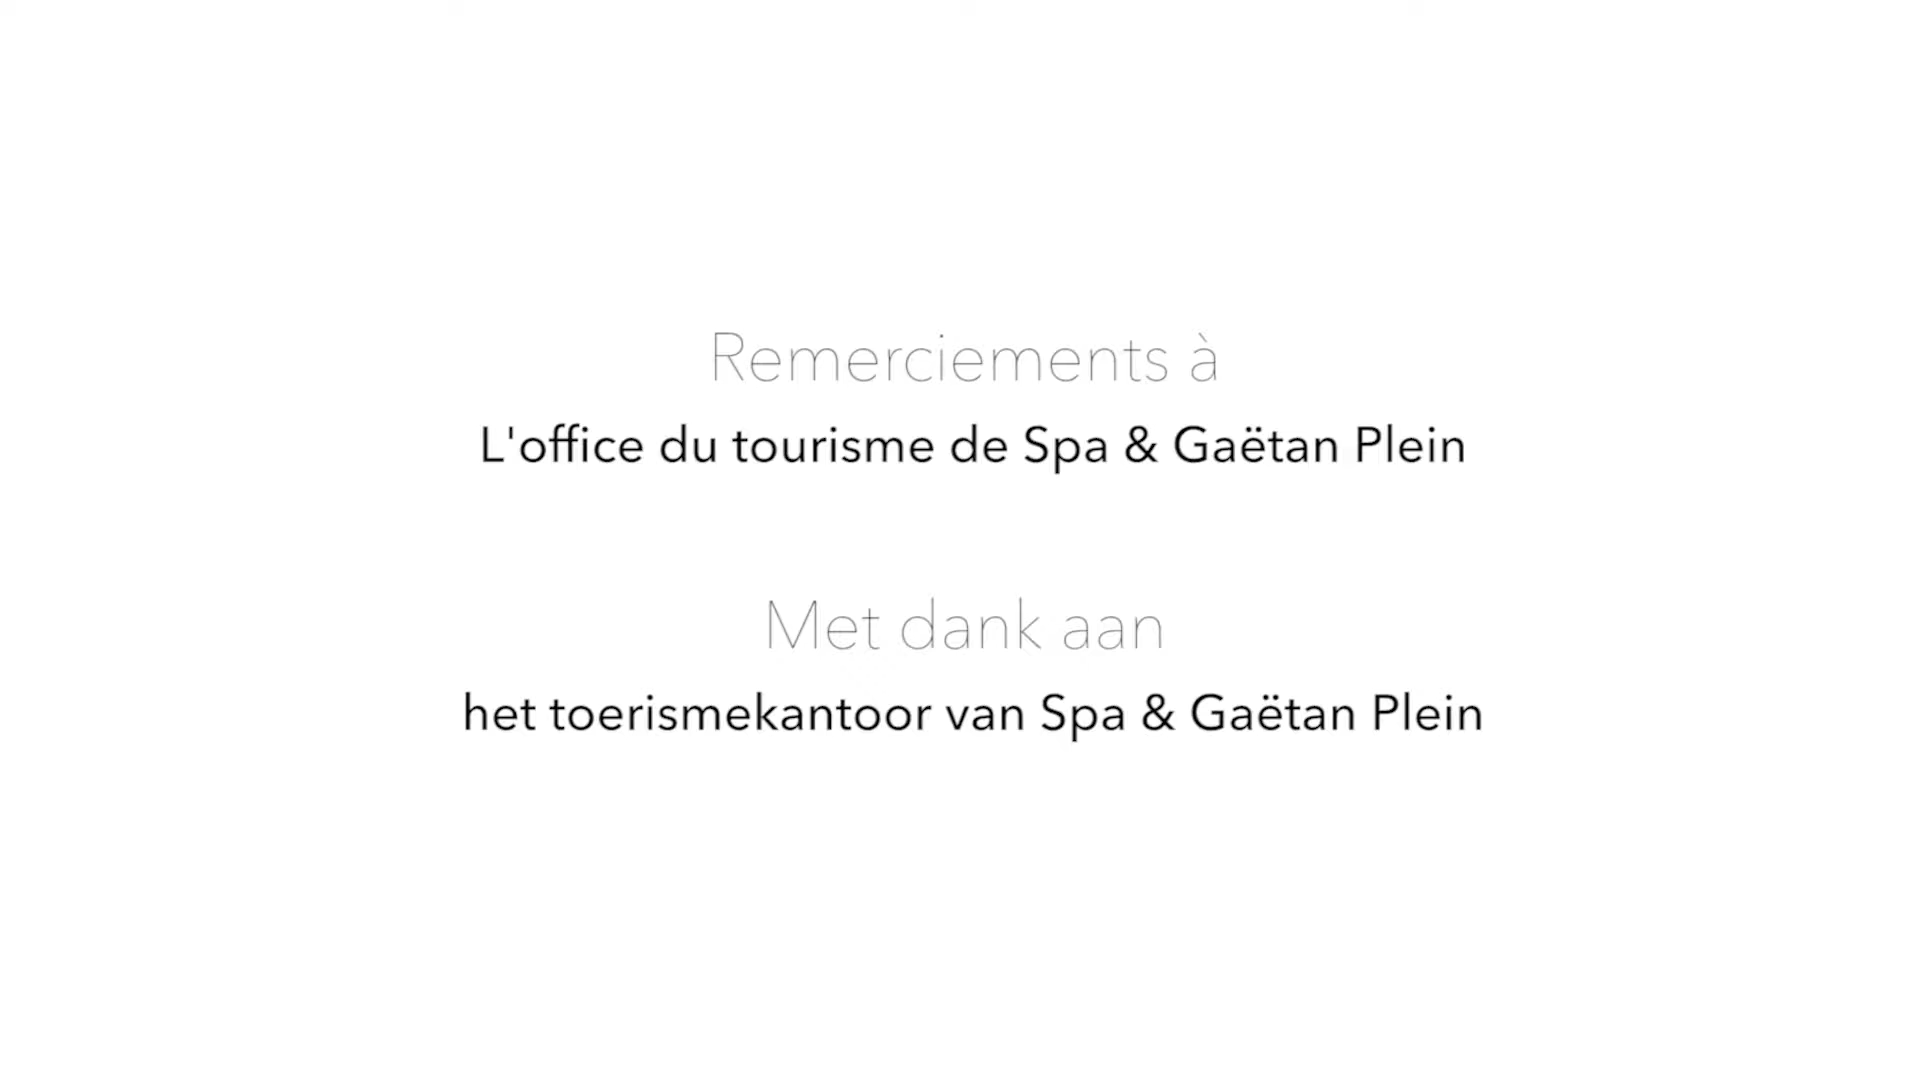 Remerciements à
L'office du tourisme de Spa & Gaëtan Plein
Met dank aan
het toerismekantoor van Spa & Gaëtan Plein